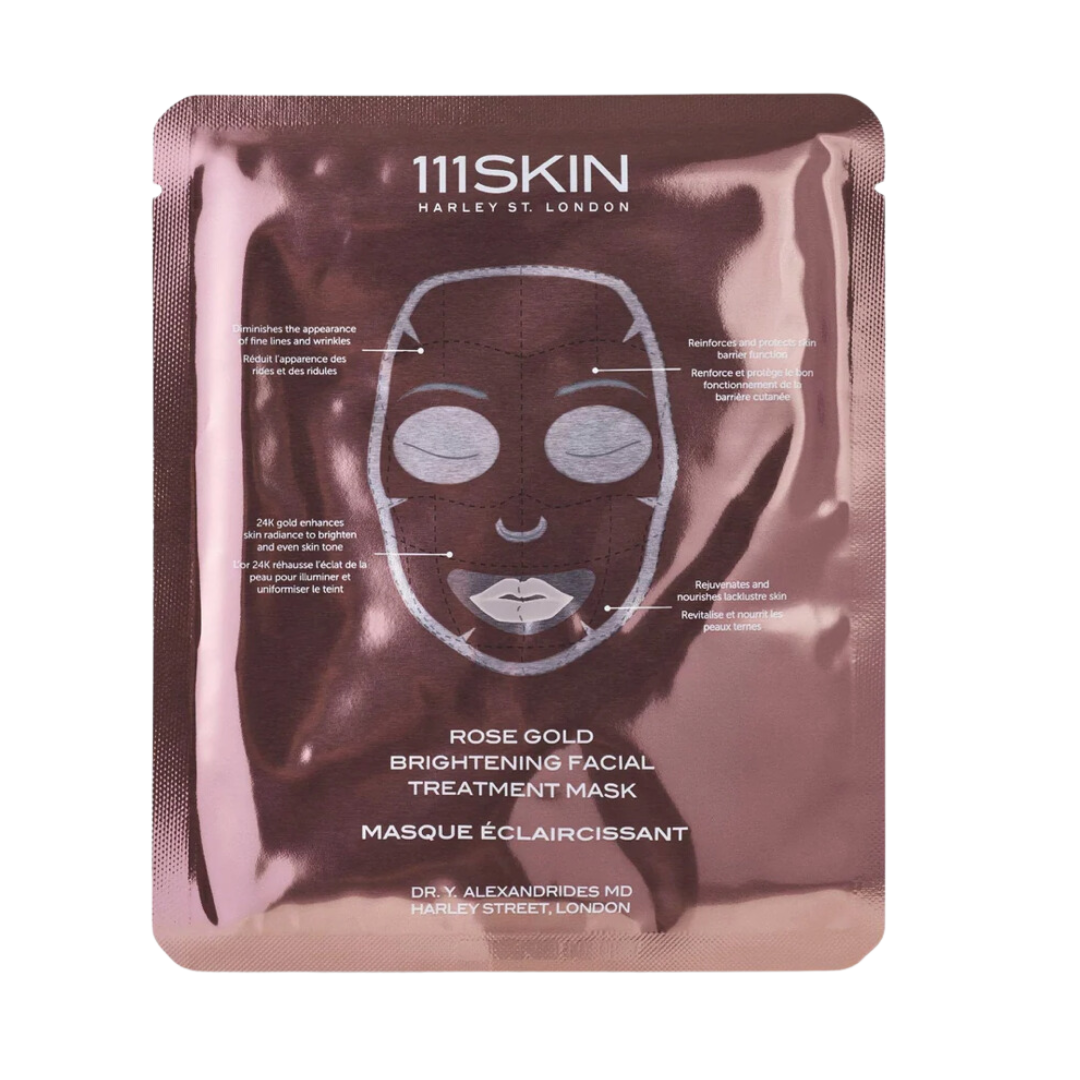 111SKIN
HARLEY ST. LONDON
Diminishes the appearance
of fine lines and wrinkles
Réduit l'apparence des
rides et des ridules
Reinforces and protects skin
barrier function
Renforce et protège le bon
fonctionnement de la
barrière cutanée
24K gold enhances
skin radiance to brighten
and even skin tone
L'or 24K réhausse l'éclat de la
peau pour illuminer et
uniformiser le teint
Rejuvenates and
nourishes lacklustre skin
Revitalise et nourrit les
peaux ternes
ROSE GOLD
BRIGHTENING FACIAL
TREATMENT MASK
MASQUE ÉCLAIRCISSANT
DR. Y. ALEXANDRIDES MD
HARLEY STREET, LONDON